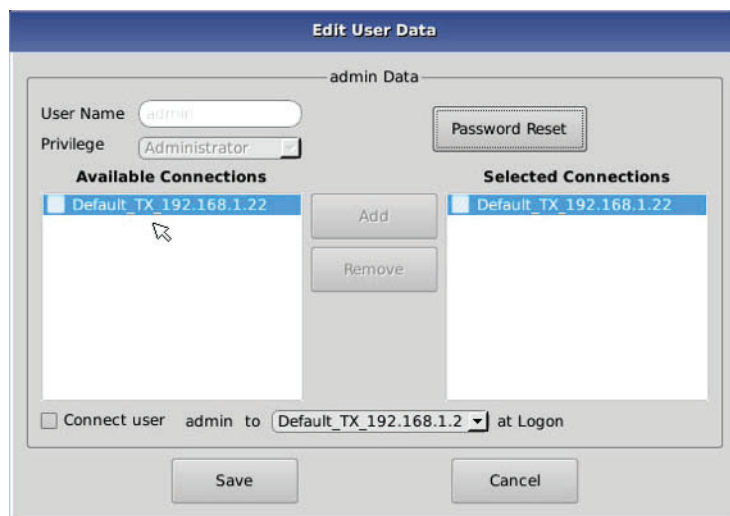 Edit User Data
admin Data
User Name admin
Password Reset
Privilege Administrator
Available Connections
Selected Connections
Default_TX_192.168.1.22
Default_TX_192.168.1.22
Add
Remove
Connect user admin to Default_TX_192.168.1.2 at Logon
Save
Cancel